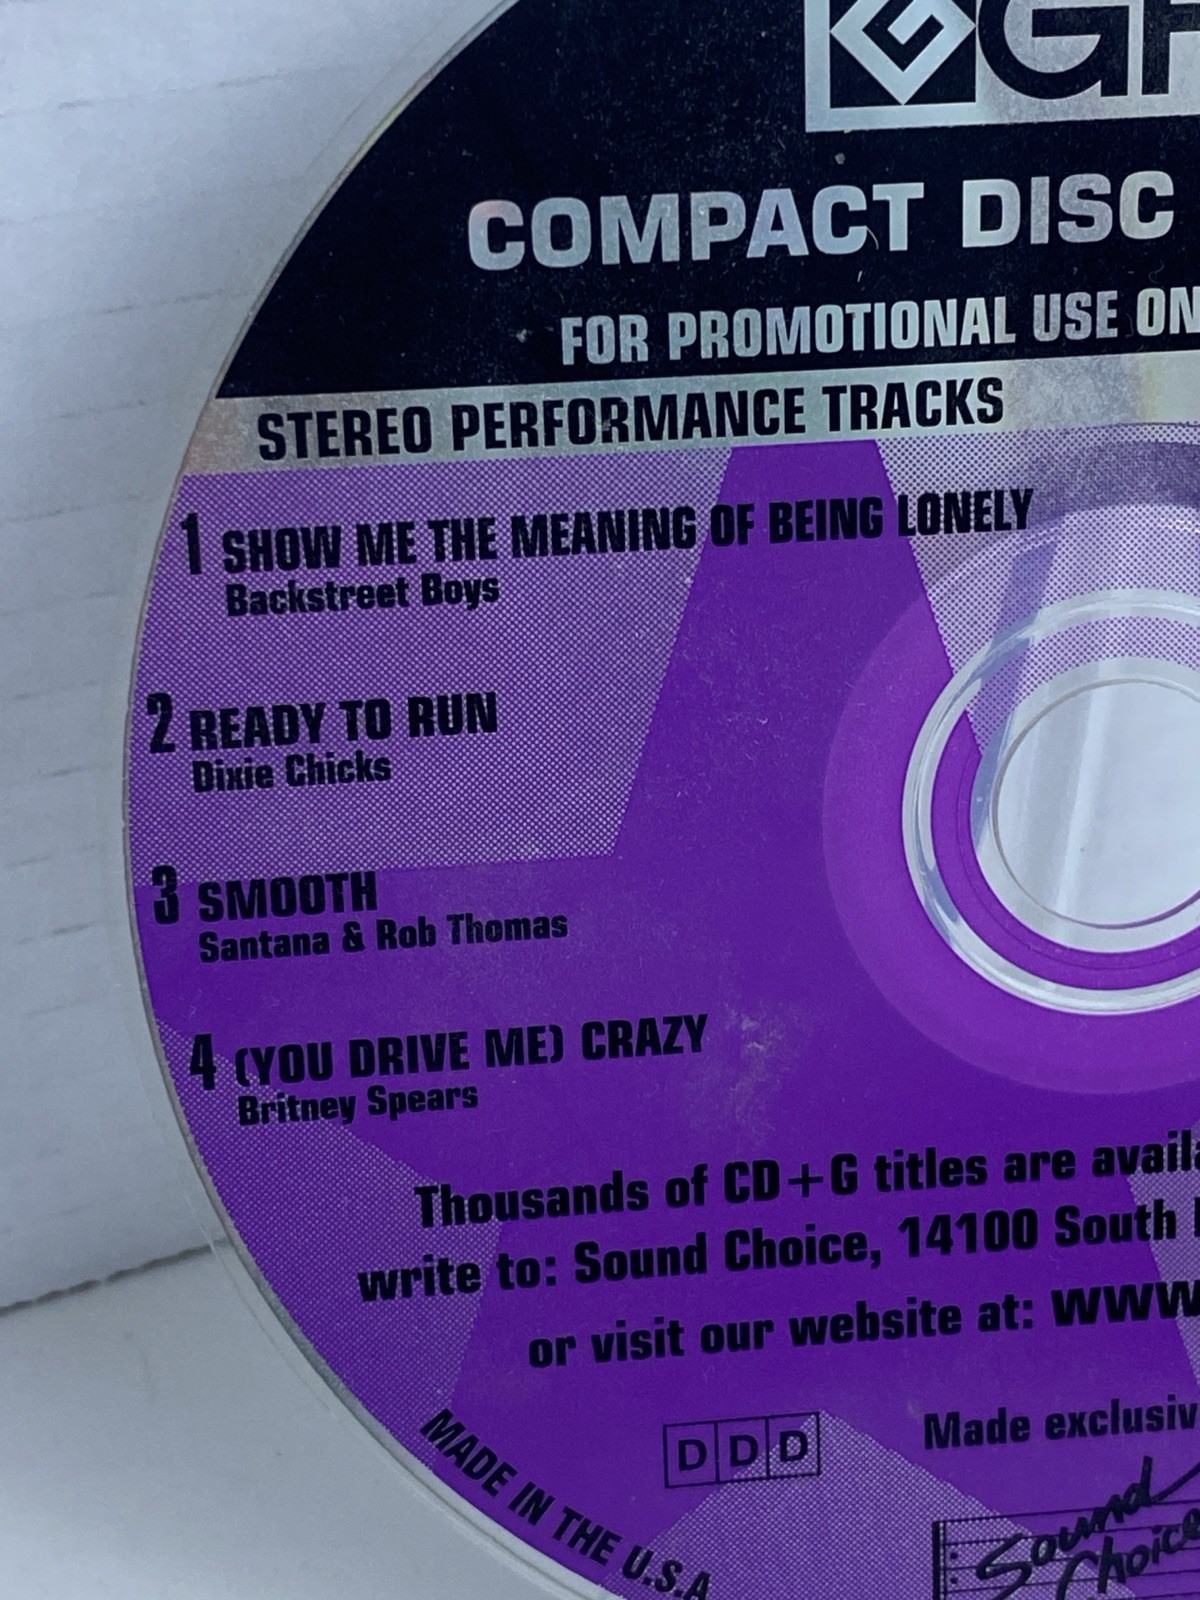 COMPACT DISC
FOR PROMOTIONAL USE
STEREO PERFORMANCE TRACKS
1 SHOW ME THE MEANING OF BEING LONELY
Backstreet Boys
2 READY TO RUN
Dixie Chicks
3 SMOOTH
Santana & Rob Thomas
4 (YOU DRIVE ME) CRAZY
Britney Spears
Thousands of CD+G titles are
write to: Sound Choice, 14100 South
or visit our website at: WWW
DDD
Made
MADE IN THE U.S.A
Sound
Choice